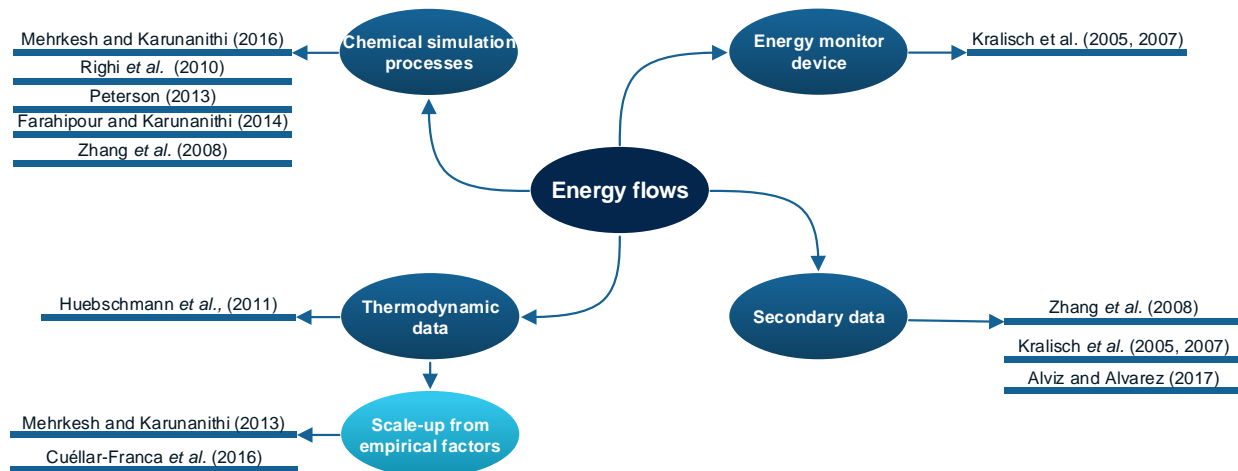 Mehrkesh and Karunanithi (2016)
Righi et al. (2010)
Peterson (2013)
Farahipour and Karunanithi (2014)
Zhang et al. (2008)
Chemical simulation
processes
Energy monitor
device
Kralisch et al. (2005, 2007)
Energy flows
Huebschmann et al., (2011)
Thermodynamic
data
Secondary data
Zhang et al. (2008)
Kralisch et al. (2005, 2007)
Alviz and Alvarez (2017)
Mehrkesh and Karunanithi (2013)
Cuéllar-Franca et al. (2016)
Scale-up from
empirical factors